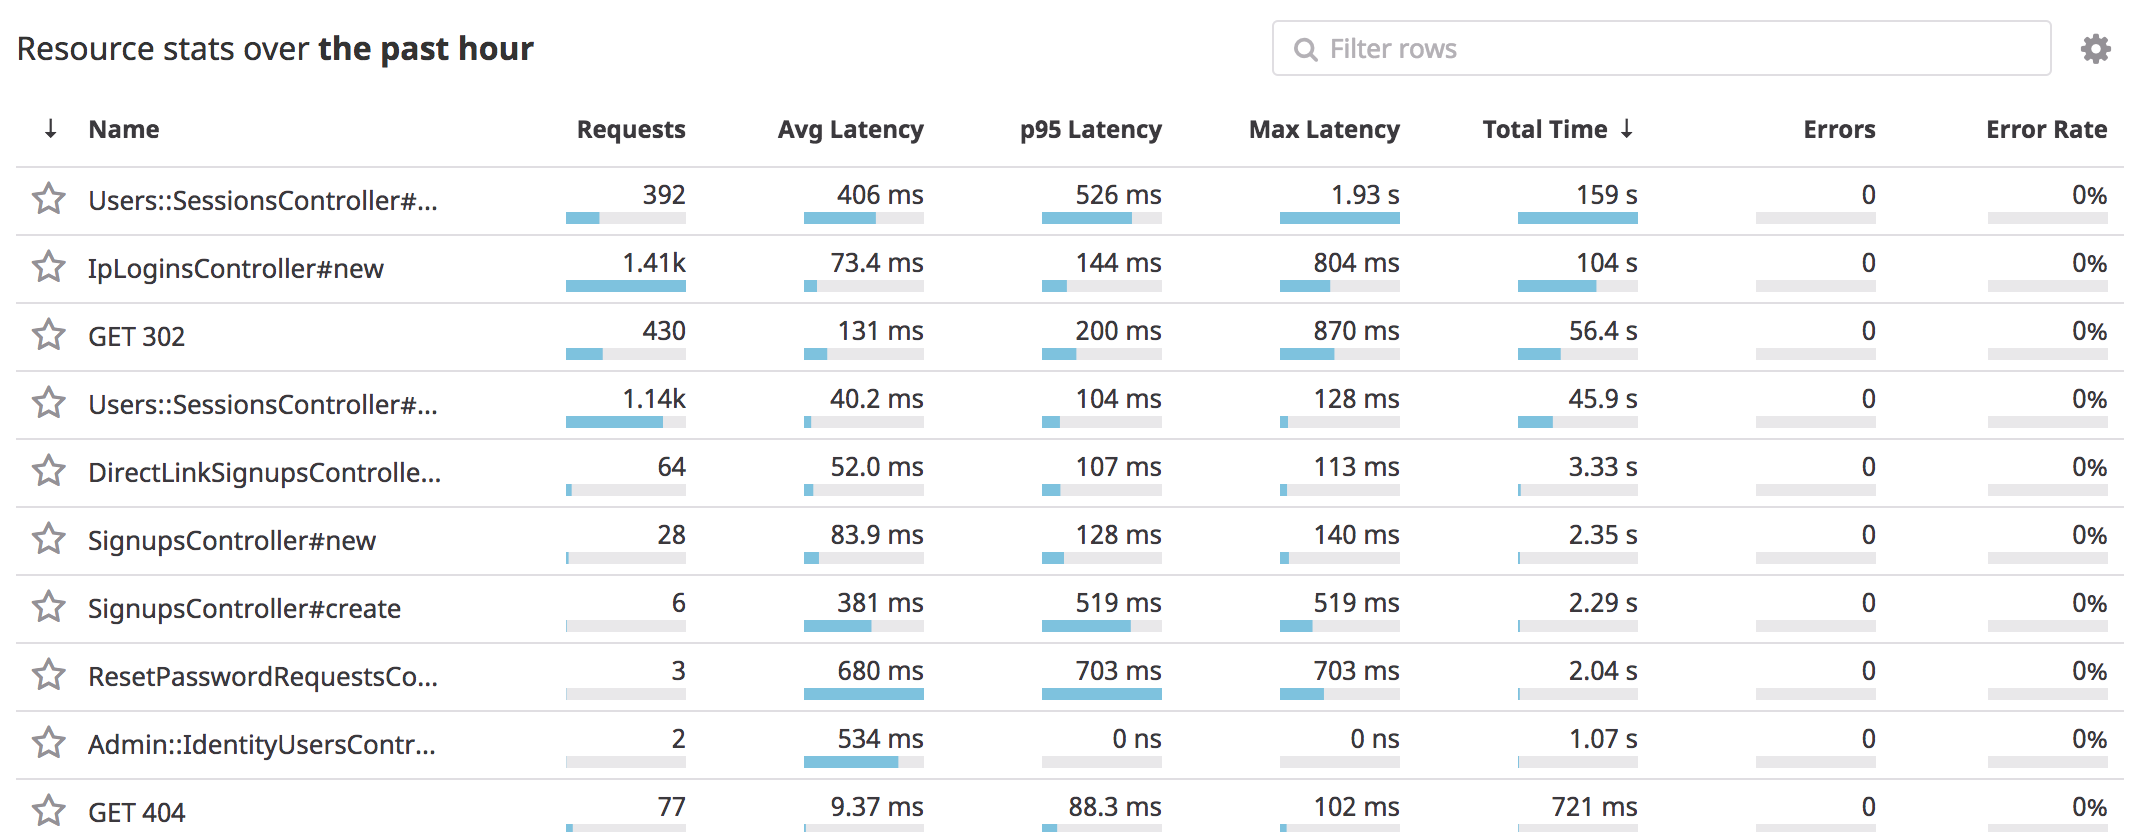 Resource stats over the past hour
Filter rows
↓ Name Requests Avg Latency p95 Latency Max Latency Total Time ↓ Errors Error Rate
Users::SessionsController#... 392 406 ms 526 ms 1.93 s 159 s 0 0%
IpLoginsController#new 1.41k 73.4 ms 144 ms 804 ms 104 s 0 0%
GET 302 430 131 ms 200 ms 870 ms 56.4 s 0 0%
Users::SessionsController#... 1.14k 40.2 ms 104 ms 128 ms 45.9 s 0 0%
DirectLinkSignupsControlle... 64 52.0 ms 107 ms 113 ms 3.33 s 0 0%
SignupsController#new 28 83.9 ms 128 ms 140 ms 2.35 s 0 0%
SignupsController#create 6 381 ms 519 ms 519 ms 2.29 s 0 0%
ResetPasswordRequestsCo... 3 680 ms 703 ms 703 ms 2.04 s 0 0%
Admin::IdentityUsersContr... 2 534 ms 0 ns 0 ns 1.07 s 0 0%
GET 404 77 9.37 ms 88.3 ms 102 ms 721 ms 0 0%